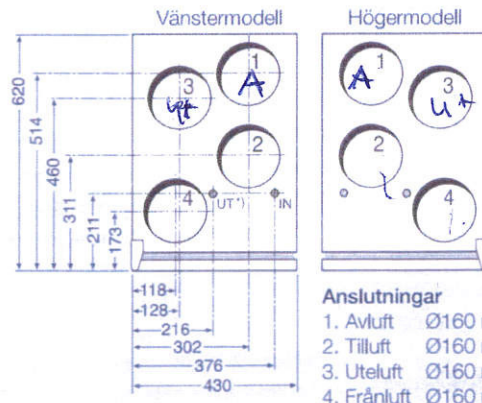 Vänstermodell Högermodell
1
A
3
2
4
UT*) IN
1
A
3
ut
2
4
620
514
460
311
211
173
118
128
216
302
376
430
Anslutningar
1. Avluft Ø160
2. Tilluft Ø160
3. Uteluft Ø160
4. Frånluft Ø160